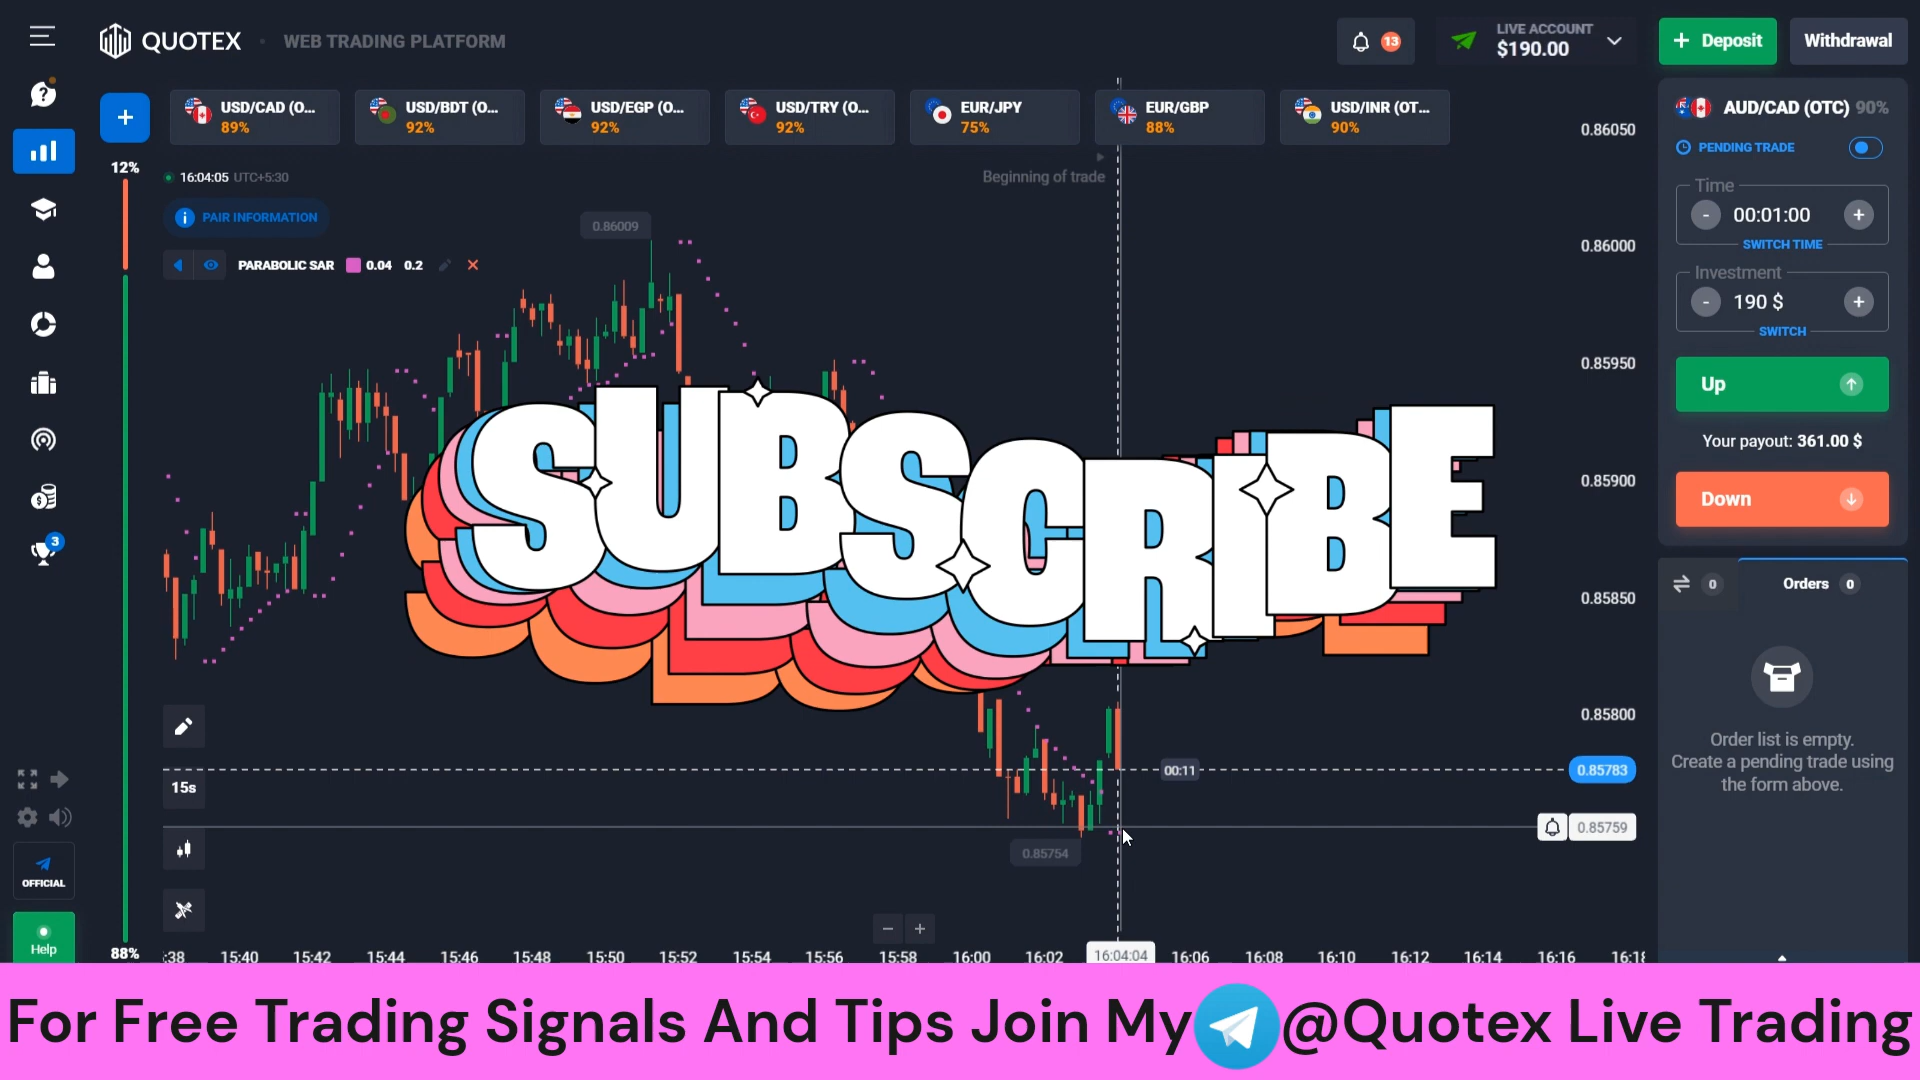 QUOTEX
WEB TRADING PLATFORM
13
LIVE ACCOUNT
$190.00
+ Deposit
Withdrawal
+
USD/CAD (O...
89%
USD/BDT (O...
92%
USD/EGP (O...
92%
USD/TRY (O...
92%
EUR/JPY
75%
EUR/GBP
88%
USD/INR (OT...
90%
12%
16:04:05 UTC+5:30
Beginning of trade
PAIR INFORMATION
PARABOLIC SAR 0.04 0.2
0.86009
0.86050
0.86000
0.85950
0.85900
0.85850
0.85800
0.85783
0.85759
00:11
0.85754
SUBSCRIBE
AUD/CAD (OTC) 90%
PENDING TRADE
Time
- 00:01:00 +
SWITCH TIME
Investment
- 190 $ +
SWITCH
Up
Your payout: 361.00 $
Down
0
Orders 0
Order list is empty.
Create a pending trade using
the form above.
3
15s
OFFICIAL
Help
88%
:38 15:40 15:42 15:44 15:46 15:48 15:50 15:52 15:54 15:56 15:58 16:00 16:02 16:04:04 16:06 16:08 16:10 16:12 16:14 16:16 16:18
For Free Trading Signals And Tips Join My @Quotex Live Trading